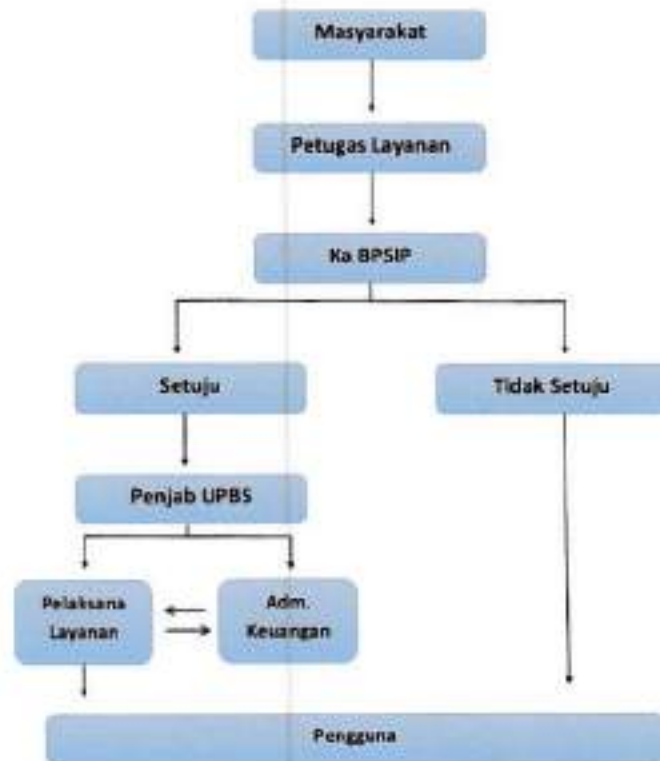 Masyarakat
Petugas Layanan
Ka BPSIP
Setuju
Tidak Setuju
Penjab UPBS
Pelaksana
Layanan
Adm.
Keuangan
Pengguna